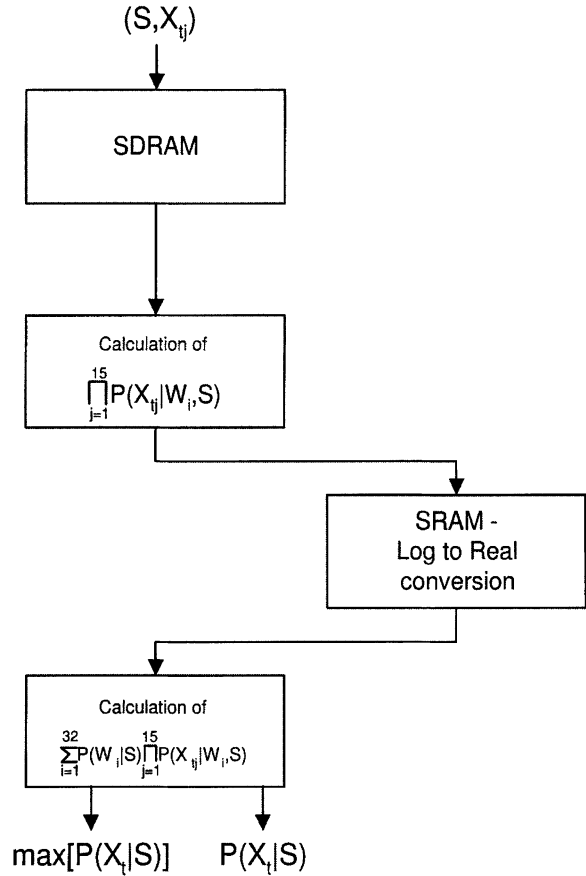 (S,X_tj)
SDRAM
Calculation of
∏_{j=1}^{15} P(X_tj|W_i,S)
SRAM -
Log to Real
conversion
Calculation of
∑_{i=1}^{32} P(W_i|S) ∏_{j=1}^{15} P(X_tj|W_i,S)
max[P(X_t|S)] P(X_t|S)